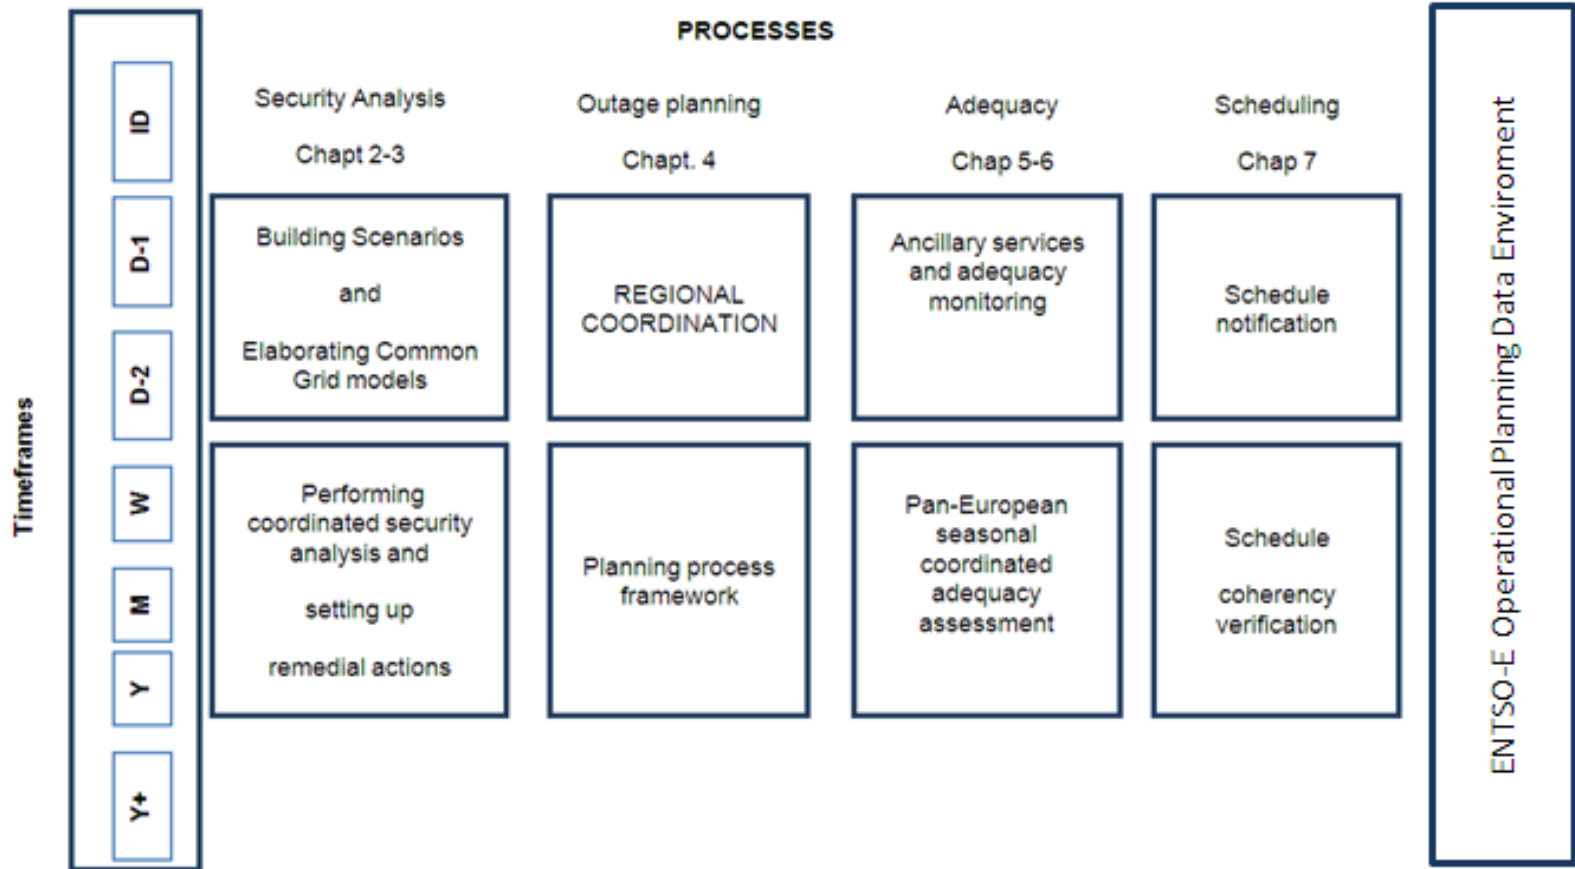 PROCESSES
Timeframes
ID
D-1
D-2
W
M
Y
Y+
Security Analysis
Chapt 2-3
Building Scenarios
and
Elaborating Common
Grid models
Performing
coordinated security
analysis and
setting up
remedial actions
Outage planning
Chapt. 4
REGIONAL
COORDINATION
Planning process
framework
Adequacy
Chap 5-6
Ancillary services
and adequacy
monitoring
Pan-European
seasonal
coordinated
adequacy
assessment
Scheduling
Chap 7
Schedule
notification
Schedule
coherency
verification
ENTSO-E Operational Planning Data Enviroment